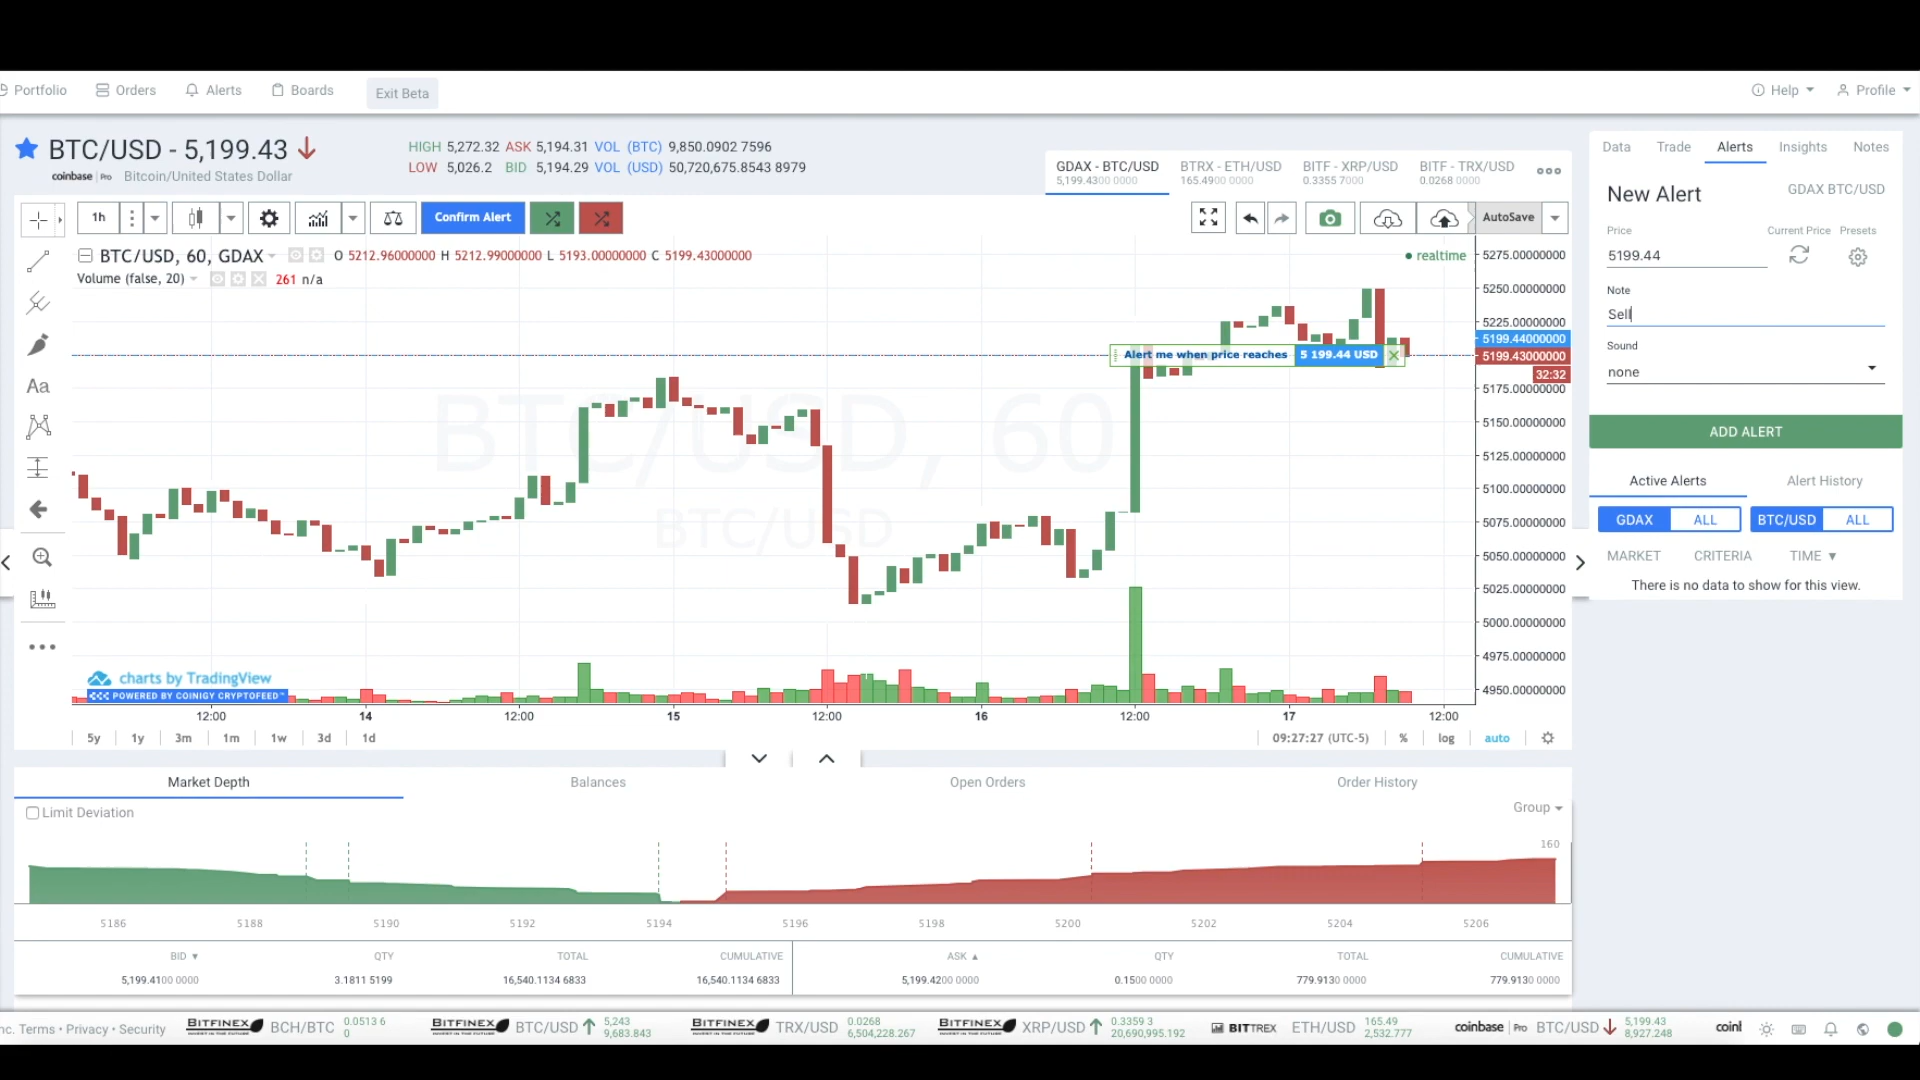 Portfolio Orders Alerts Boards Exit Beta Help Profile
BTC/USD - 5,199.43
coinbase Pro Bitcoin/United States Dollar
HIGH 5,272.32 ASK 5,194.31 VOL (BTC) 9,850.0902 7596
LOW 5,026.2 BID 5,194.29 VOL (USD) 50,720,675.8543 8979
GDAX - BTC/USD BTRX - ETH/USD BITF - XRP/USD BITF - TRX/USD
5,199.4300 0000 165.4900 0000 0.3355 7000 0.0268 0000
1h Confirm Alert AutoSave
BTC/USD, 60, GDAX O 5212.96000000 H 5212.99000000 L 5193.00000000 C 5199.43000000
Volume (false, 20) 261 n/a
realtime
Aa
BTC/USD, 60
BTC/USD
Alert me when price reaches 5 199.44 USD
5275.00000000
5250.00000000
5225.00000000
5199.44000000
5199.43000000
32:32
5175.00000000
5150.00000000
5125.00000000
5100.00000000
5075.00000000
5050.00000000
5025.00000000
5000.00000000
4975.00000000
4950.00000000
charts by TradingView
POWERED BY COINIGY CRYPTOFEED™
12:00 14 12:00 15 12:00 16 12:00 17 12:00
5y 1y 3m 1m 1w 3d 1d 09:27:27 (UTC-5) % log auto
Data Trade Alerts Insights Notes
New Alert GDAX BTC/USD
Price Current Price Presets
5199.44
Note
Sell
Sound
none
ADD ALERT
Active Alerts Alert History
GDAX ALL BTC/USD ALL
MARKET CRITERIA TIME
There is no data to show for this view.
Market Depth Balances Open Orders Order History
Limit Deviation Group
160
5186 5188 5190 5192 5194 5196 5198 5200 5202 5204 5206
BID QTY TOTAL CUMULATIVE ASK QTY TOTAL CUMULATIVE
5,199.4100 0000 3.1811 5199 16,540.1134 6833 16,540.1134 6833 5,199.4200 0000 0.1500 0000 779.9130 0000 779.9130 0000
nc. Terms • Privacy • Security BITFINEX BCH/BTC 0.0513 6 BITFINEX BTC/USD 5,243 BITFINEX TRX/USD 0.0268 BITFINEX XRP/USD 0.3359 3 BITTREX ETH/USD 165.49 coinbase Pro BTC/USD 5,199.43 coinl
0 9,683.843 6,504,228.267 20,690,995.192 2,532.777 8,927.248